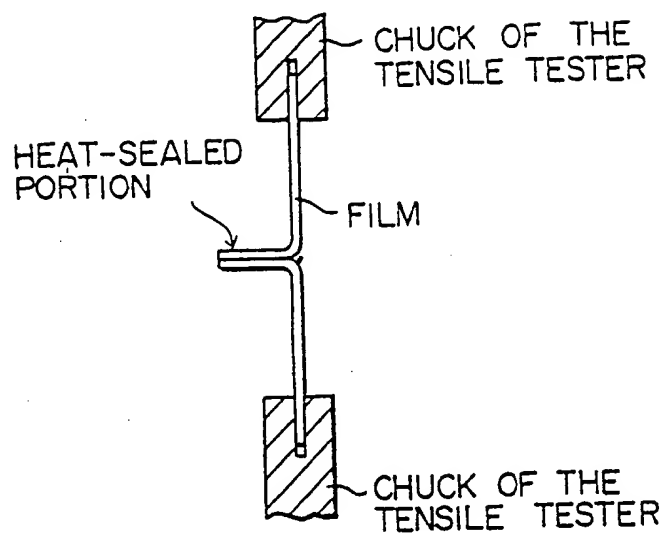 CHUCK OF THE
TENSILE TESTER
HEAT-SEALED
PORTION
FILM
CHUCK OF THE
TENSILE TESTER